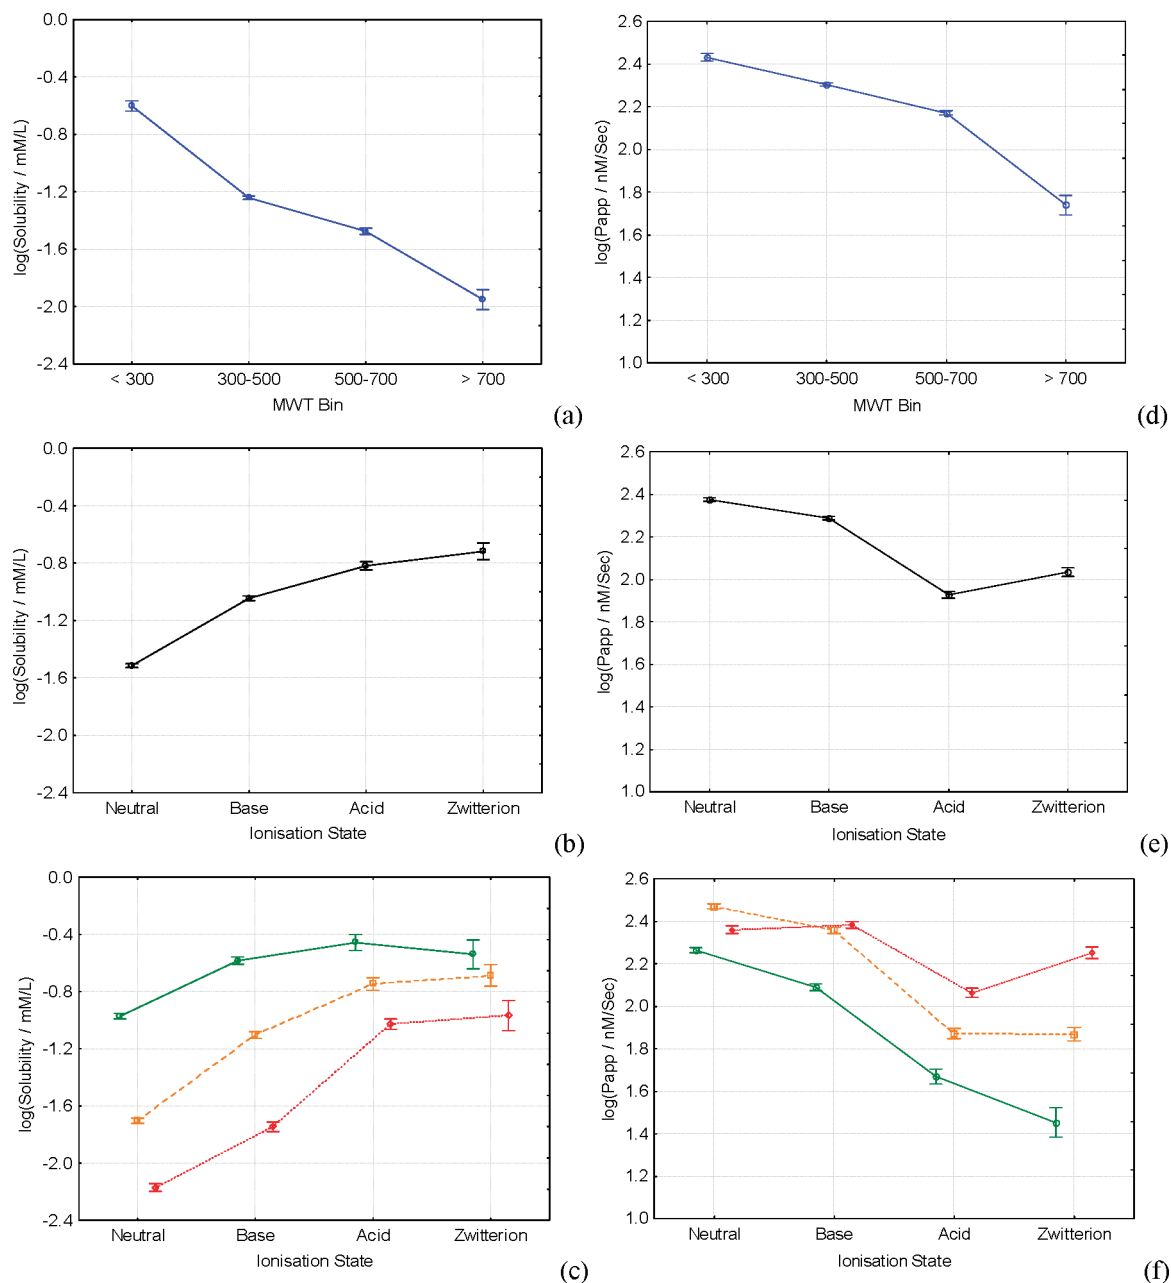 0.0
-0.4
-0.8
-1.2
-1.6
-2.0
-2.4
log(Solubility / mM/L)
< 300 300-500 500-700 > 700
MWT Bin
(a)
2.6
2.4
2.2
2.0
1.8
1.6
1.4
1.2
1.0
log(Papp / nM/Sec)
< 300 300-500 500-700 > 700
MWT Bin
(d)
0.0
-0.4
-0.8
-1.2
-1.6
-2.0
-2.4
log(Solubility / mM/L)
Neutral Base Acid Zwitterion
Ionisation State
(b)
2.6
2.4
2.2
2.0
1.8
1.6
1.4
1.2
1.0
log(Papp / nM/Sec)
Neutral Base Acid Zwitterion
Ionisation State
(e)
0.0
-0.4
-0.8
-1.2
-1.6
-2.0
-2.4
log(Solubility / mM/L)
Neutral Base Acid Zwitterion
Ionisation State
(c)
2.6
2.4
2.2
2.0
1.8
1.6
1.4
1.2
1.0
log(Papp / nM/Sec)
Neutral Base Acid Zwitterion
Ionisation State
(f)